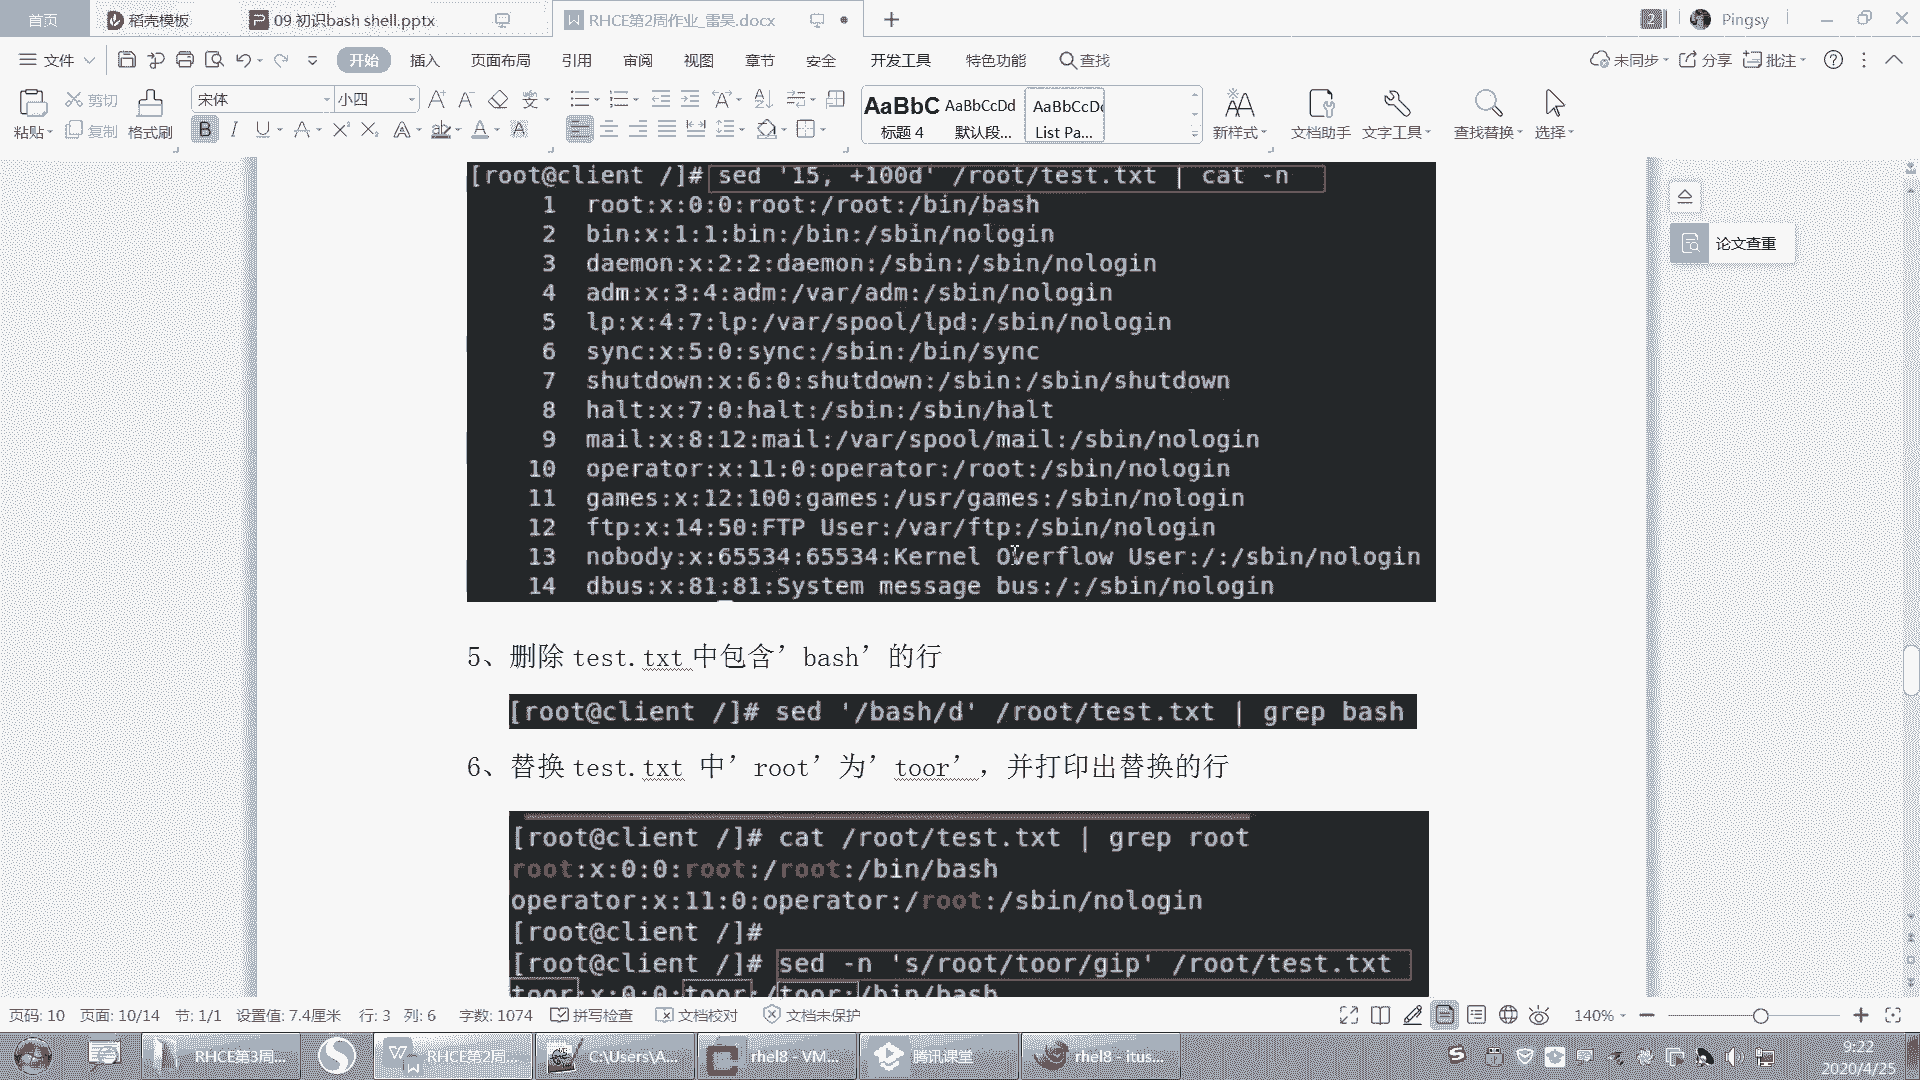 首页 稻壳模板 09 初识bash shell.pptx RHCE第2周作业_雷昊.docx 2 Pingsy
文件 开始 插入 页面布局 引用 审阅 视图 章节 安全 开发工具 特色功能 查找 未同步 分享 批注
粘贴 剪切 复制 格式刷 宋体 小四 AaBbC AaBbCcDd AaBbCcDd 新样式 文档助手 文字工具 查找替换 选择
标题 4 默认段... List Pa...
论文查重
[root@client /]# sed '15, +100d' /root/test.txt | cat -n
1 root:x:0:0:root:/root:/bin/bash
2 bin:x:1:1:bin:/bin:/sbin/nologin
3 daemon:x:2:2:daemon:/sbin:/sbin/nologin
4 adm:x:3:4:adm:/var/adm:/sbin/nologin
5 lp:x:4:7:lp:/var/spool/lpd:/sbin/nologin
6 sync:x:5:0:sync:/sbin:/bin/sync
7 shutdown:x:6:0:shutdown:/sbin:/sbin/shutdown
8 halt:x:7:0:halt:/sbin:/sbin/halt
9 mail:x:8:12:mail:/var/spool/mail:/sbin/nologin
10 operator:x:11:0:operator:/root:/sbin/nologin
11 games:x:12:100:games:/usr/games:/sbin/nologin
12 ftp:x:14:50:FTP User:/var/ftp:/sbin/nologin
13 nobody:x:65534:65534:Kernel Overflow User:/:/sbin/nologin
14 dbus:x:81:81:System message bus:/:/sbin/nologin
5、删除 test.txt 中包含’bash’的行
[root@client /]# sed '/bash/d' /root/test.txt | grep bash
6、替换 test.txt 中’root’为’toor’，并打印出替换的行
[root@client /]# cat /root/test.txt | grep root
root:x:0:0:root:/root:/bin/bash
operator:x:11:0:operator:/root:/sbin/nologin
[root@client /]#
[root@client /]# sed -n 's/root/toor/gip' /root/test.txt
toor:x:0:0:toor:/toor:/bin/bash
页码: 10 页面: 10/14 节: 1/1 设置值: 7.4厘米 行: 3 列: 6 字数: 1074 拼写检查 文档校对 文档未保护 140%
RHCE第3周... RHCE第2周... C:\Users\A... rhel8 - VM... 腾讯课堂 rhel8 - itus...
9:22
2020/4/25